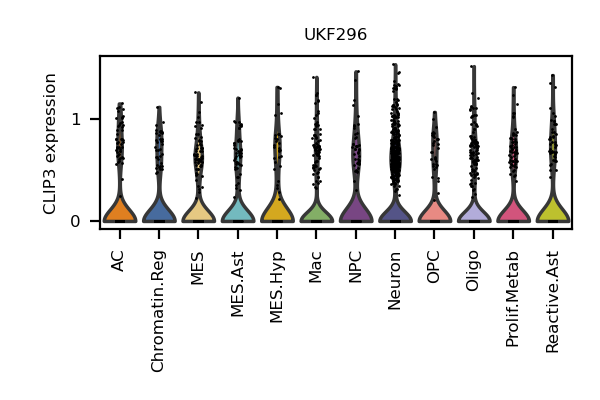 UKF296
CLIP3 expression
1
0
AC
Chromatin.Reg
MES
MES.Ast
MES.Hyp
Mac
NPC
Neuron
OPC
Oligo
Prolif.Metab
Reactive.Ast